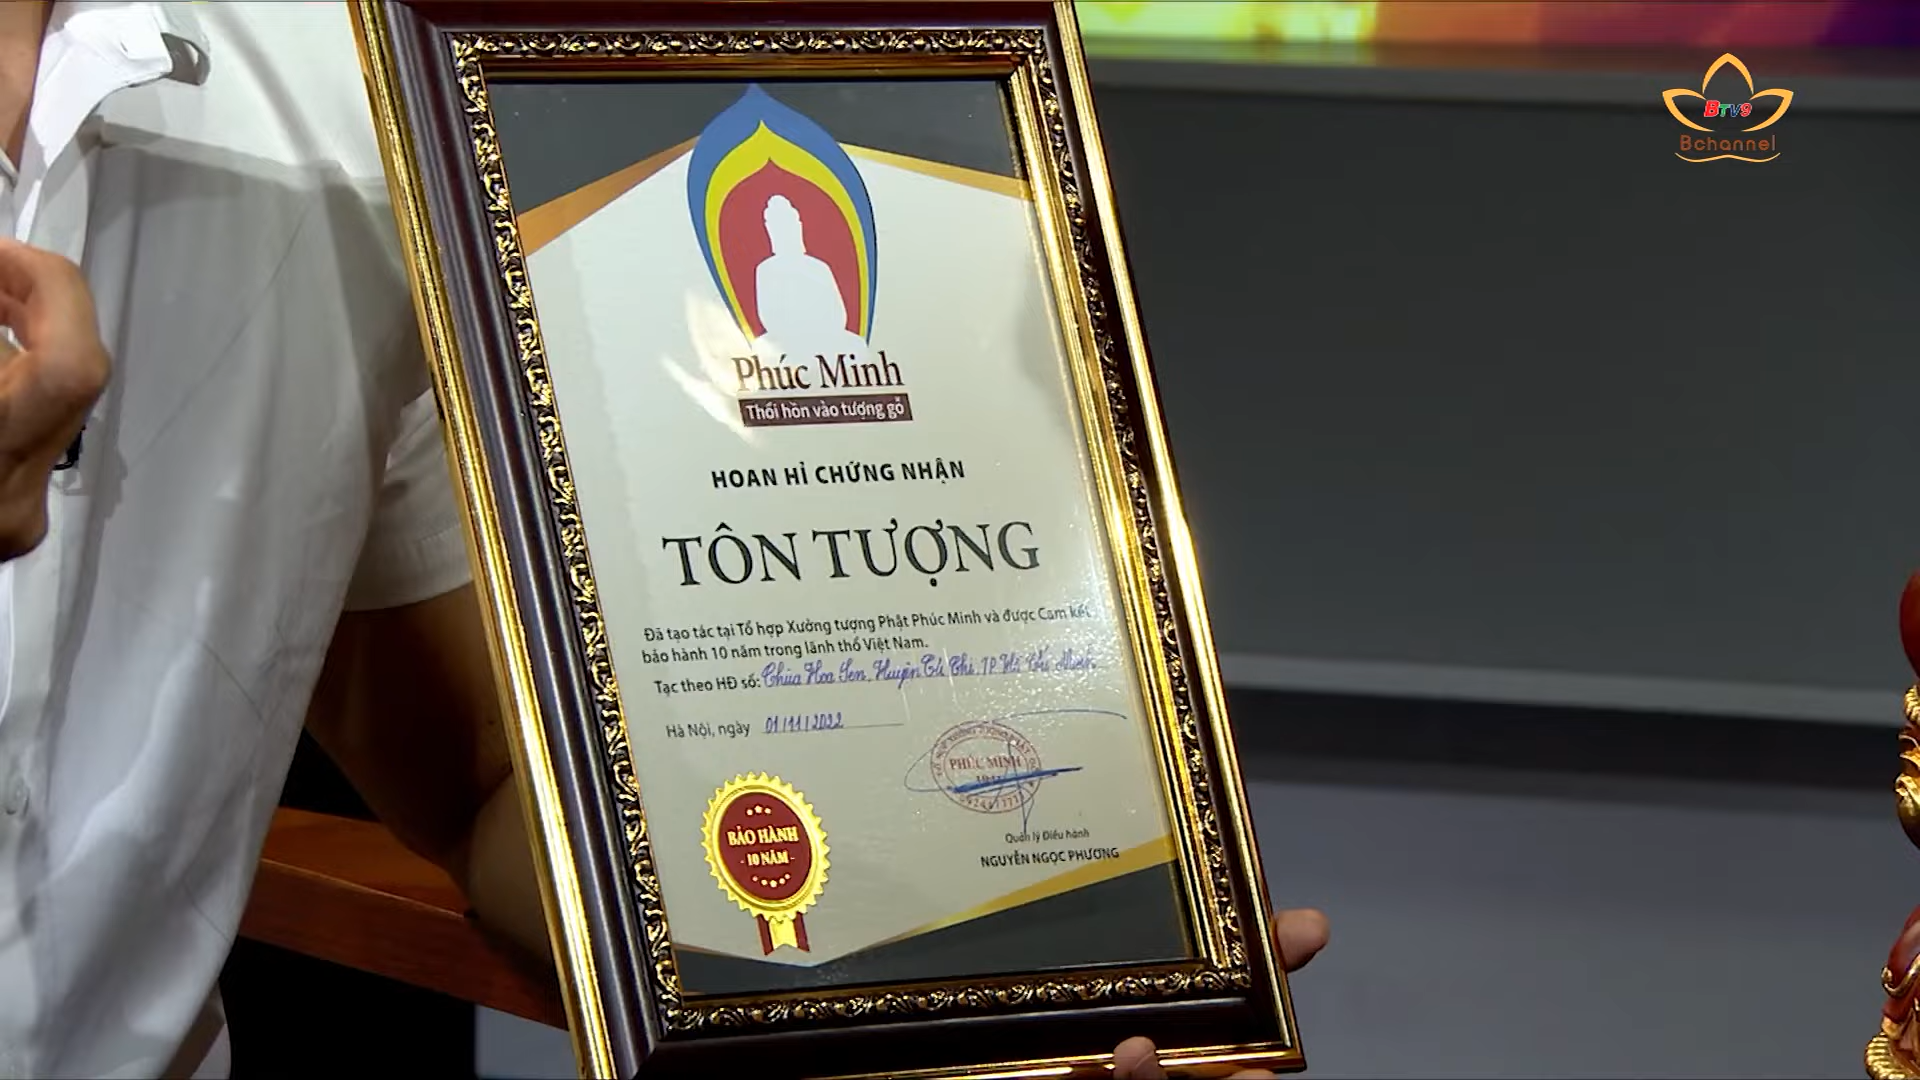 BTV9
Bchannel
Phúc Minh
Thổi hồn vào tượng gỗ
HOAN HỈ CHỨNG NHẬN
TÔN TƯỢNG
Đã tạo tác tại Tổ hợp Xưởng tượng Phật Phúc Minh và được Cam kết
bảo hành 10 năm trong lãnh thổ Việt Nam.
Tạc theo HĐ số: Chùa Hoa Sen, Huyện Củ Chi, TP Hồ Chí Minh
Hà Nội, ngày 01/11/2022
PHÚC MINH
BẢO HÀNH
- 10 NĂM -
Quản lý Điều hành
NGUYỄN NGỌC PHƯƠNG